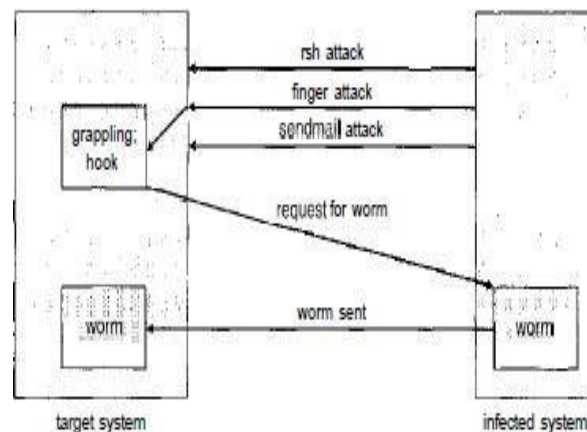 rsh attack
finger attack
grappling;
hook
sendmail attack
request for worm
worm
worm sent
worm
target system
infected system